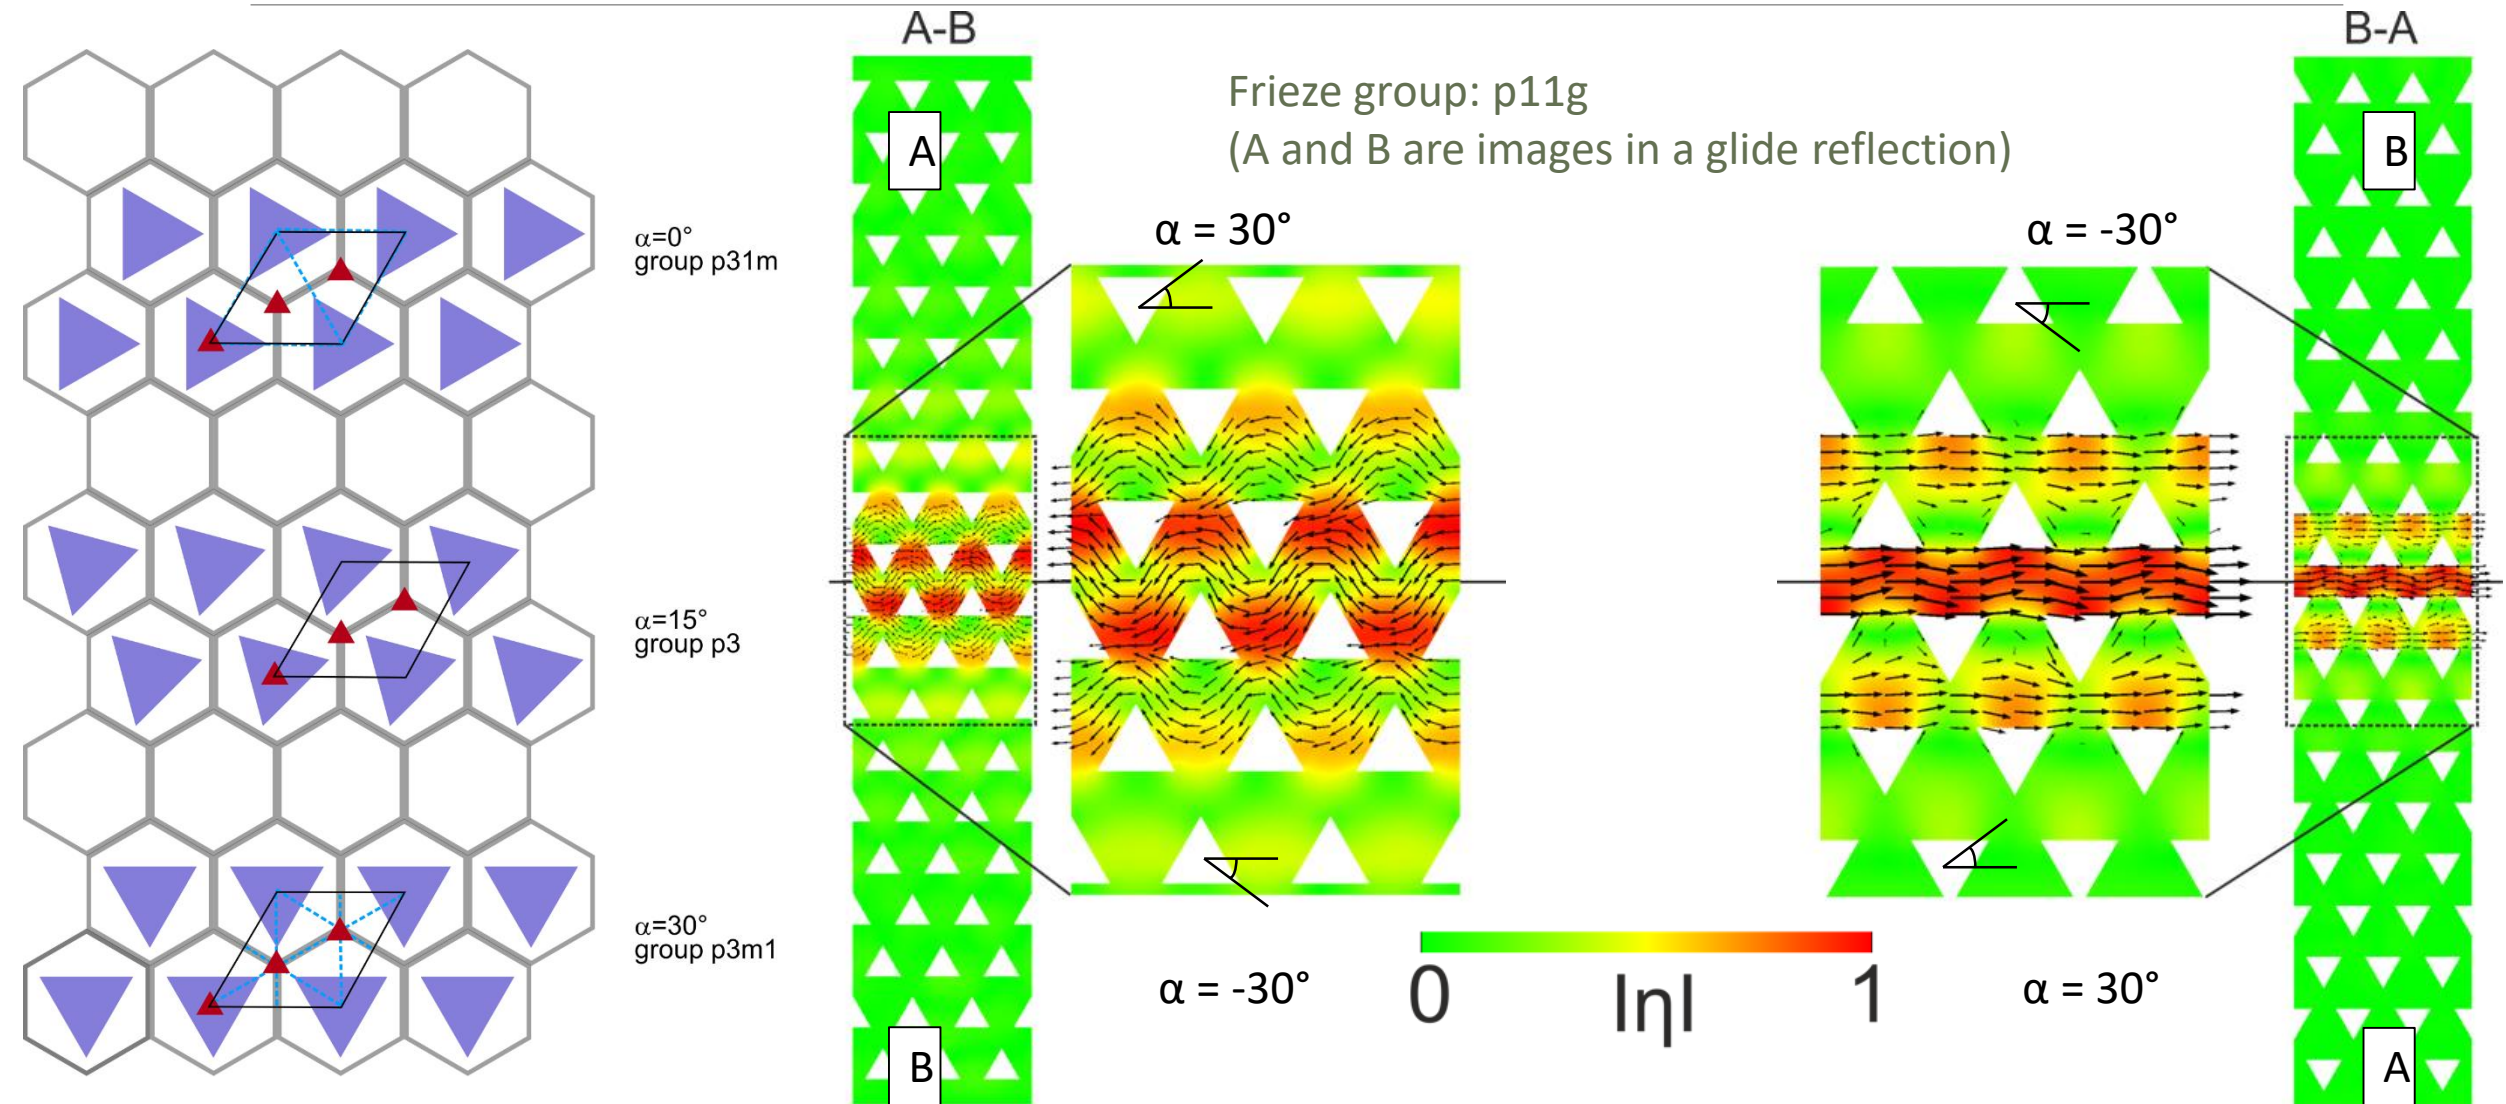 A-B
B-A
Frieze group: p11g
(A and B are images in a glide reflection)
A
B
α = 30°
α = -30°
α=0°
group p31m
α=15°
group p3
α=30°
group p3m1
α = -30°
0
|η|
1
α = 30°
B
A